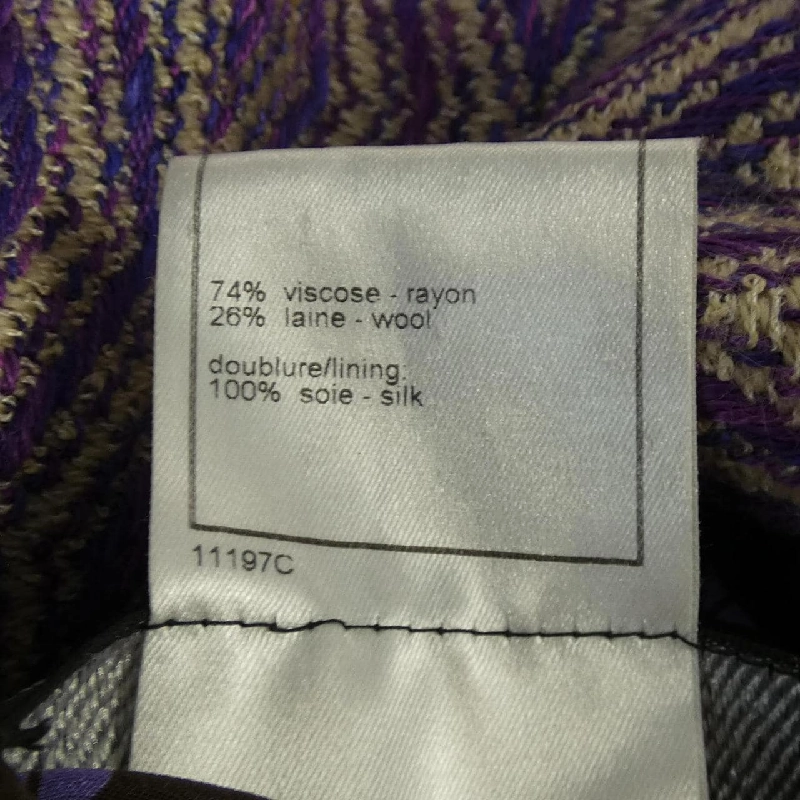 74% viscose - rayon
26% laine - wool
doublure/lining:
100% soie - silk
11197C